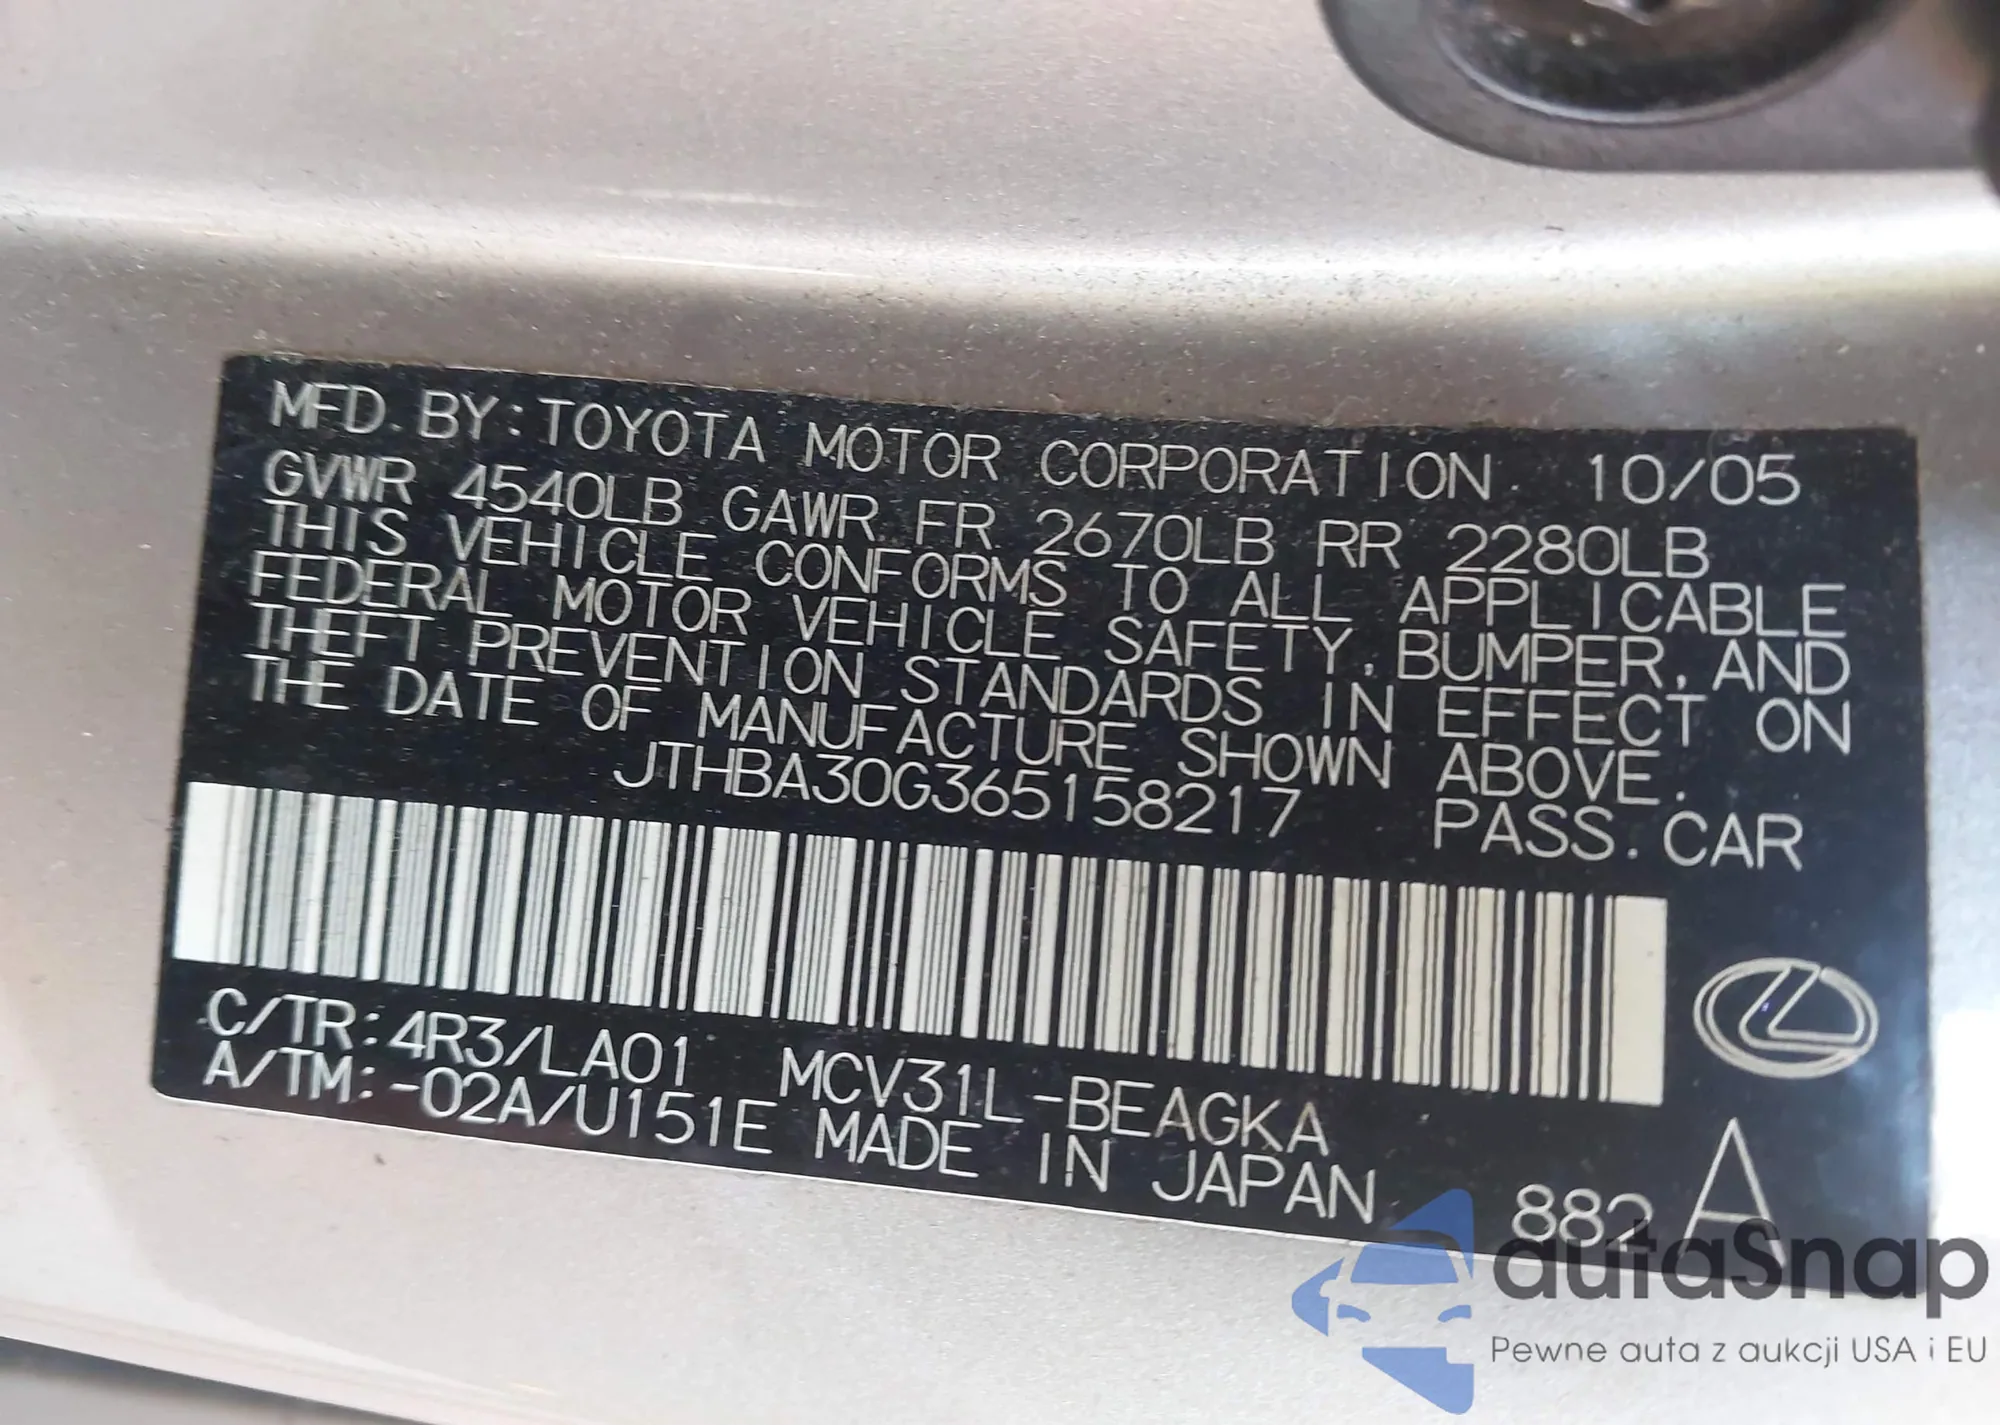 MFD. BY: TOYOTA MOTOR CORPORATION 10/05
GVWR 4540LB GAWR FR 2670LB RR 2280LB
THIS VEHICLE CONFORMS TO ALL APPLICABLE
FEDERAL MOTOR VEHICLE SAFETY, BUMPER, AND
THEFT PREVENTION STANDARDS IN EFFECT ON
THE DATE OF MANUFACTURE SHOWN ABOVE.
JTHBA30G365158217 PASS. CAR
C/TR: 4R3/LA01 MCV31L-BEAGKA
A/TM: -02A/U151E MADE IN JAPAN 882 A
autaSnap
Pewne auta z aukcji USA i EU